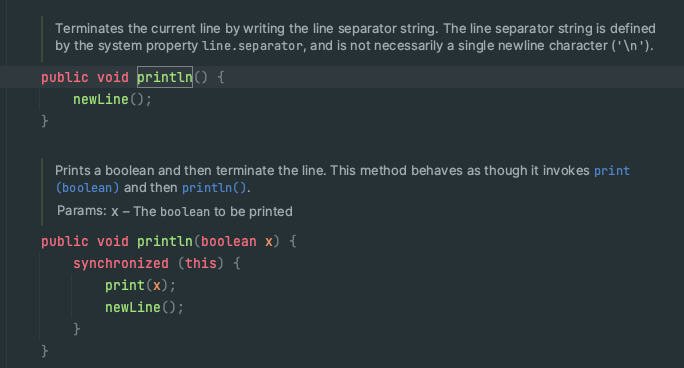 Terminates the current line by writing the line separator string. The line separator string is defined
by the system property line.separator, and is not necessarily a single newline character ('\n').
public void println() {
newLine();
}
Prints a boolean and then terminate the line. This method behaves as though it invokes print
(boolean) and then println().
Params: x – The boolean to be printed
public void println(boolean x) {
synchronized (this) {
print(x);
newLine();
}
}